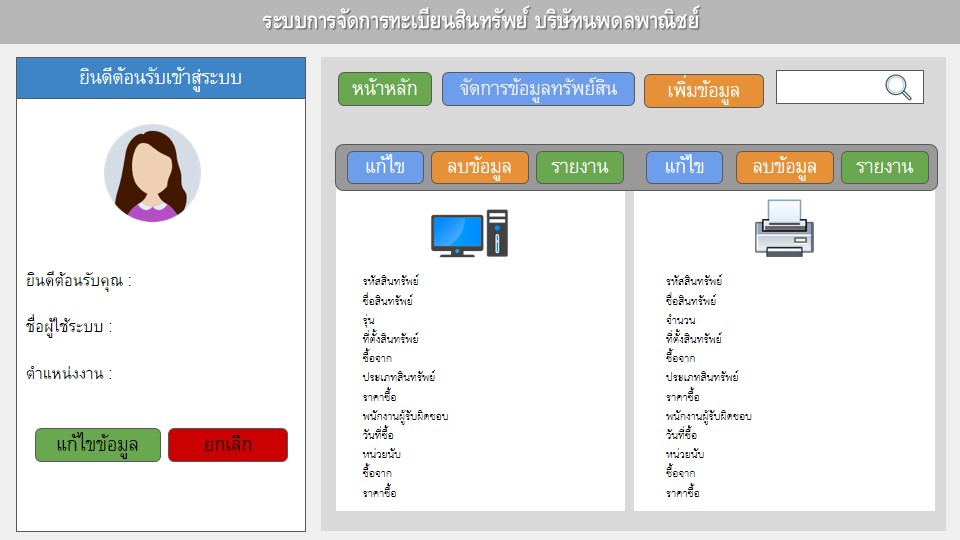 ระบบการจัดการทะเบียนสินทรัพย์ บริษัทนพดลพาณิชย์
ยินดีต้อนรับเข้าสู่ระบบ
ยินดีต้อนรับคุณ :
ชื่อผู้ใช้ระบบ :
ตำแหน่งงาน :
แก้ไขข้อมูล ยกเลิก
หน้าหลัก จัดการข้อมูลทรัพย์สิน เพิ่มข้อมูล
แก้ไข ลบข้อมูล รายงาน แก้ไข ลบข้อมูล รายงาน
รหัสสินทรัพย์
ชื่อสินทรัพย์
รุ่น
ที่ตั้งสินทรัพย์
ซื้อจาก
ประเภทสินทรัพย์
ราคาซื้อ
พนักงานผู้รับผิดชอบ
วันที่ซื้อ
หน่วยนับ
ซื้อจาก
ราคาซื้อ
รหัสสินทรัพย์
ชื่อสินทรัพย์
จำนวน
ที่ตั้งสินทรัพย์
ซื้อจาก
ประเภทสินทรัพย์
ราคาซื้อ
พนักงานผู้รับผิดชอบ
วันที่ซื้อ
หน่วยนับ
ซื้อจาก
ราคาซื้อ